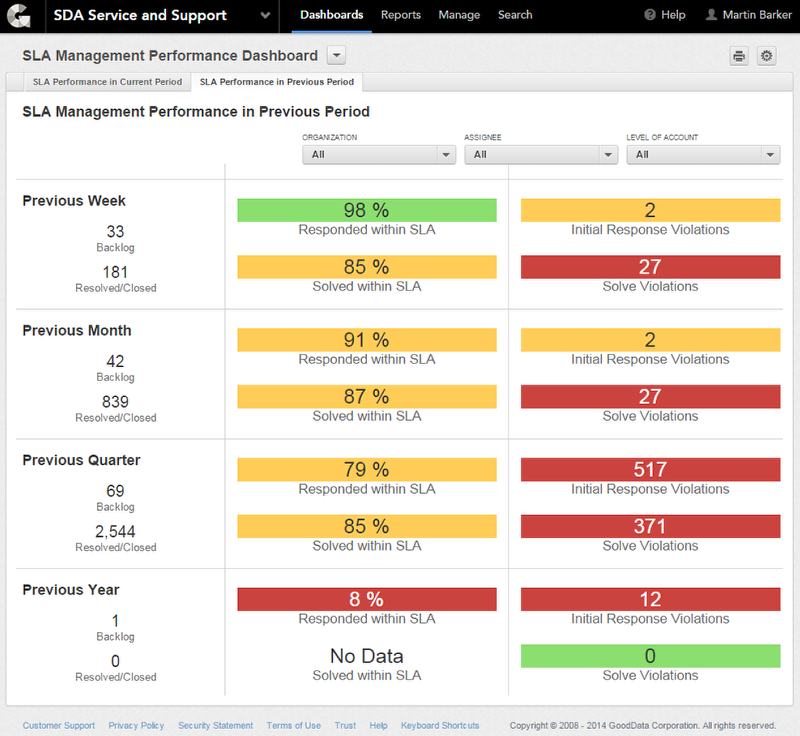 SDA Service and Support
Dashboards Reports Manage Search
Help Martin Barker
SLA Management Performance Dashboard
SLA Performance in Current Period SLA Performance in Previous Period
SLA Management Performance in Previous Period
ORGANIZATION ASSIGNEE LEVEL OF ACCOUNT
All All All
Previous Week
33
Backlog
181
Resolved/Closed
98 %
Responded within SLA
85 %
Solved within SLA
2
Initial Response Violations
27
Solve Violations
Previous Month
42
Backlog
839
Resolved/Closed
91 %
Responded within SLA
87 %
Solved within SLA
2
Initial Response Violations
27
Solve Violations
Previous Quarter
69
Backlog
2,544
Resolved/Closed
79 %
Responded within SLA
85 %
Solved within SLA
517
Initial Response Violations
371
Solve Violations
Previous Year
1
Backlog
0
Resolved/Closed
8 %
Responded within SLA
No Data
Solved within SLA
12
Initial Response Violations
0
Solve Violations
Customer Support Privacy Policy Security Statement Terms of Use Trust Help Keyboard Shortcuts Copyright © 2008 - 2014 GoodData Corporation. All rights reserved.